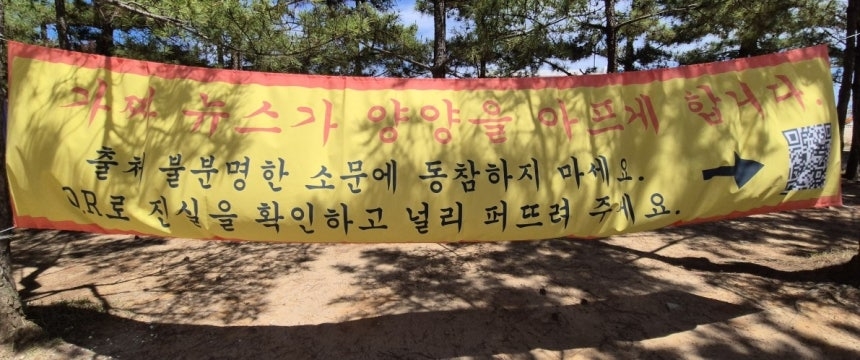 가짜 뉴스가 양양을 아프게 합니다.
출처 불분명한 소문에 동참하지 마세요.
Q.R로 진실을 확인하고 널리 퍼뜨려 주세요.